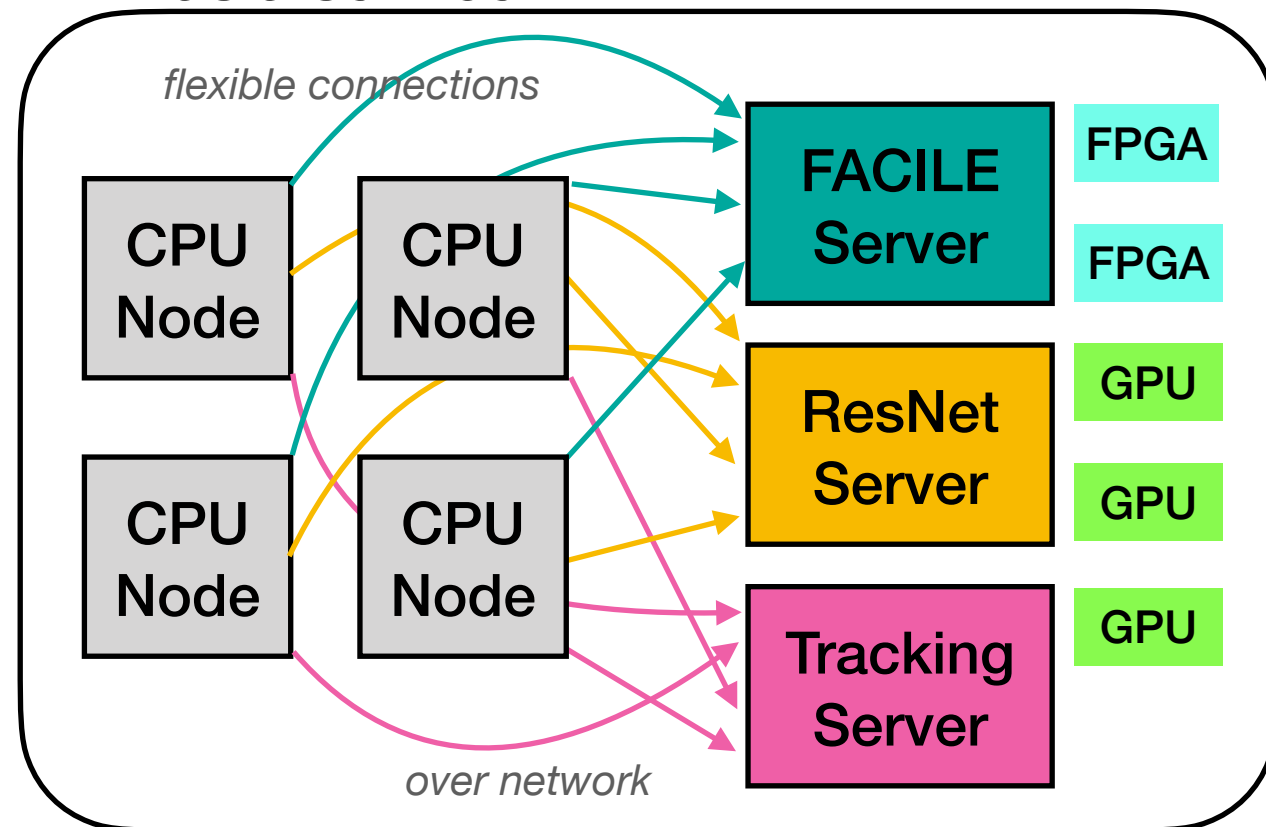 flexible connections
CPU
Node
CPU
Node
CPU
Node
CPU
Node
FACILE
Server
FPGA
FPGA
ResNet
Server
GPU
GPU
Tracking
Server
GPU
over network